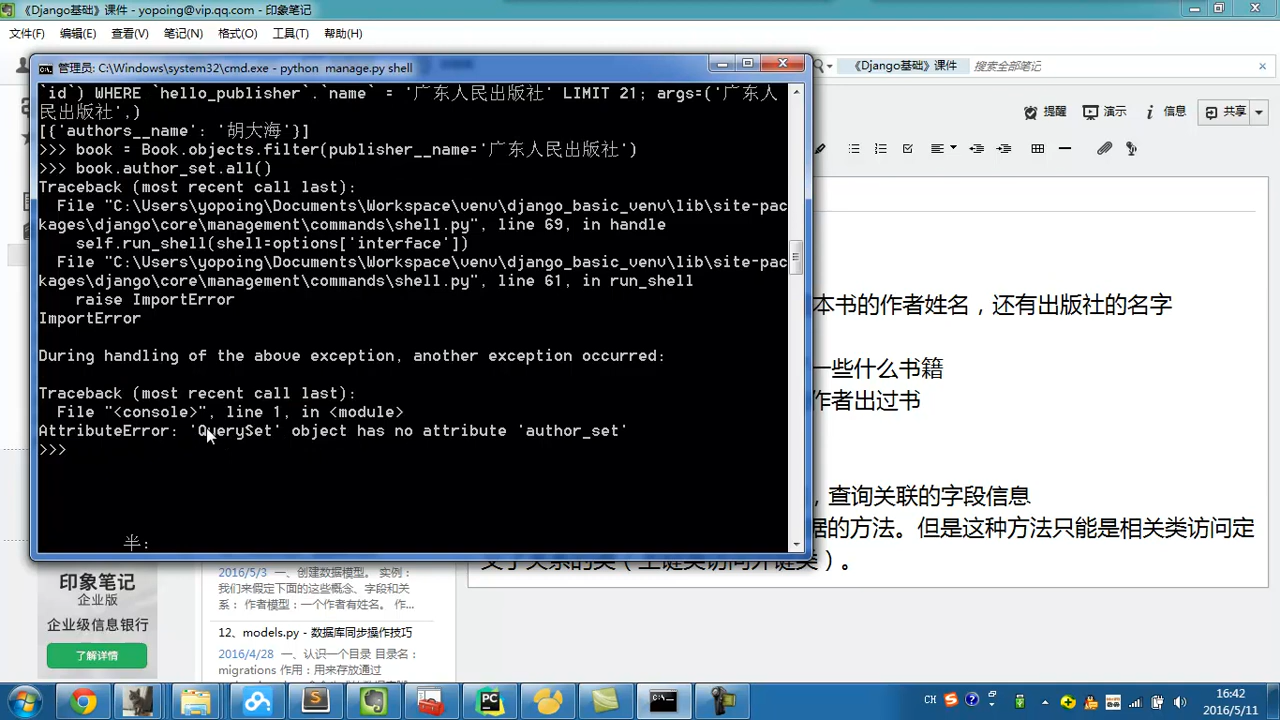 《Django基础》课件 - yopoing@vip.qq.com - 印象笔记
文件(F) 编辑(E) 查看(V) 笔记(N) 格式(O) 工具(T) 帮助(H)
管理员: C:\Windows\system32\cmd.exe - python manage.py shell
《Django基础》课件
搜索全部笔记
提醒 演示 信息 共享
`id`) WHERE `hello_publisher`.`name` = '广东人民出版社' LIMIT 21; args=('广东人
民出版社',)
[{'authors__name': '胡大海'}]
>>> book = Book.objects.filter(publisher__name='广东人民出版社')
>>> book.author_set.all()
Traceback (most recent call last):
File "C:\Users\yopoing\Documents\Workspace\venv\django_basic_venv\lib\site-pac
kages\django\core\management\commands\shell.py", line 69, in handle
self.run_shell(shell=options['interface'])
File "C:\Users\yopoing\Documents\Workspace\venv\django_basic_venv\lib\site-pac
kages\django\core\management\commands\shell.py", line 61, in run_shell
raise ImportError
ImportError
During handling of the above exception, another exception occurred:
Traceback (most recent call last):
File "<console>", line 1, in <module>
AttributeError: 'QuerySet' object has no attribute 'author_set'
>>>
半:
本书的作者姓名，还有出版社的名字
一些什么书籍
作者出过书
，查询关联的字段信息
据的方法。但是这种方法只能是相关类访问定
义了关系的类（主键类访问外键类）。
印象笔记
企业版
企业级信息银行
了解详情
2016/5/3 一、创建数据模型。 实例：
我们来假定下面的这些概念、字段和关
系： 作者模型：一个作者有姓名。 作...
12、models.py - 数据库同步操作技巧
2016/4/28 一、认识一个目录 目录名：
migrations 作用：用来存放通过
CH
16:42
2016/5/11